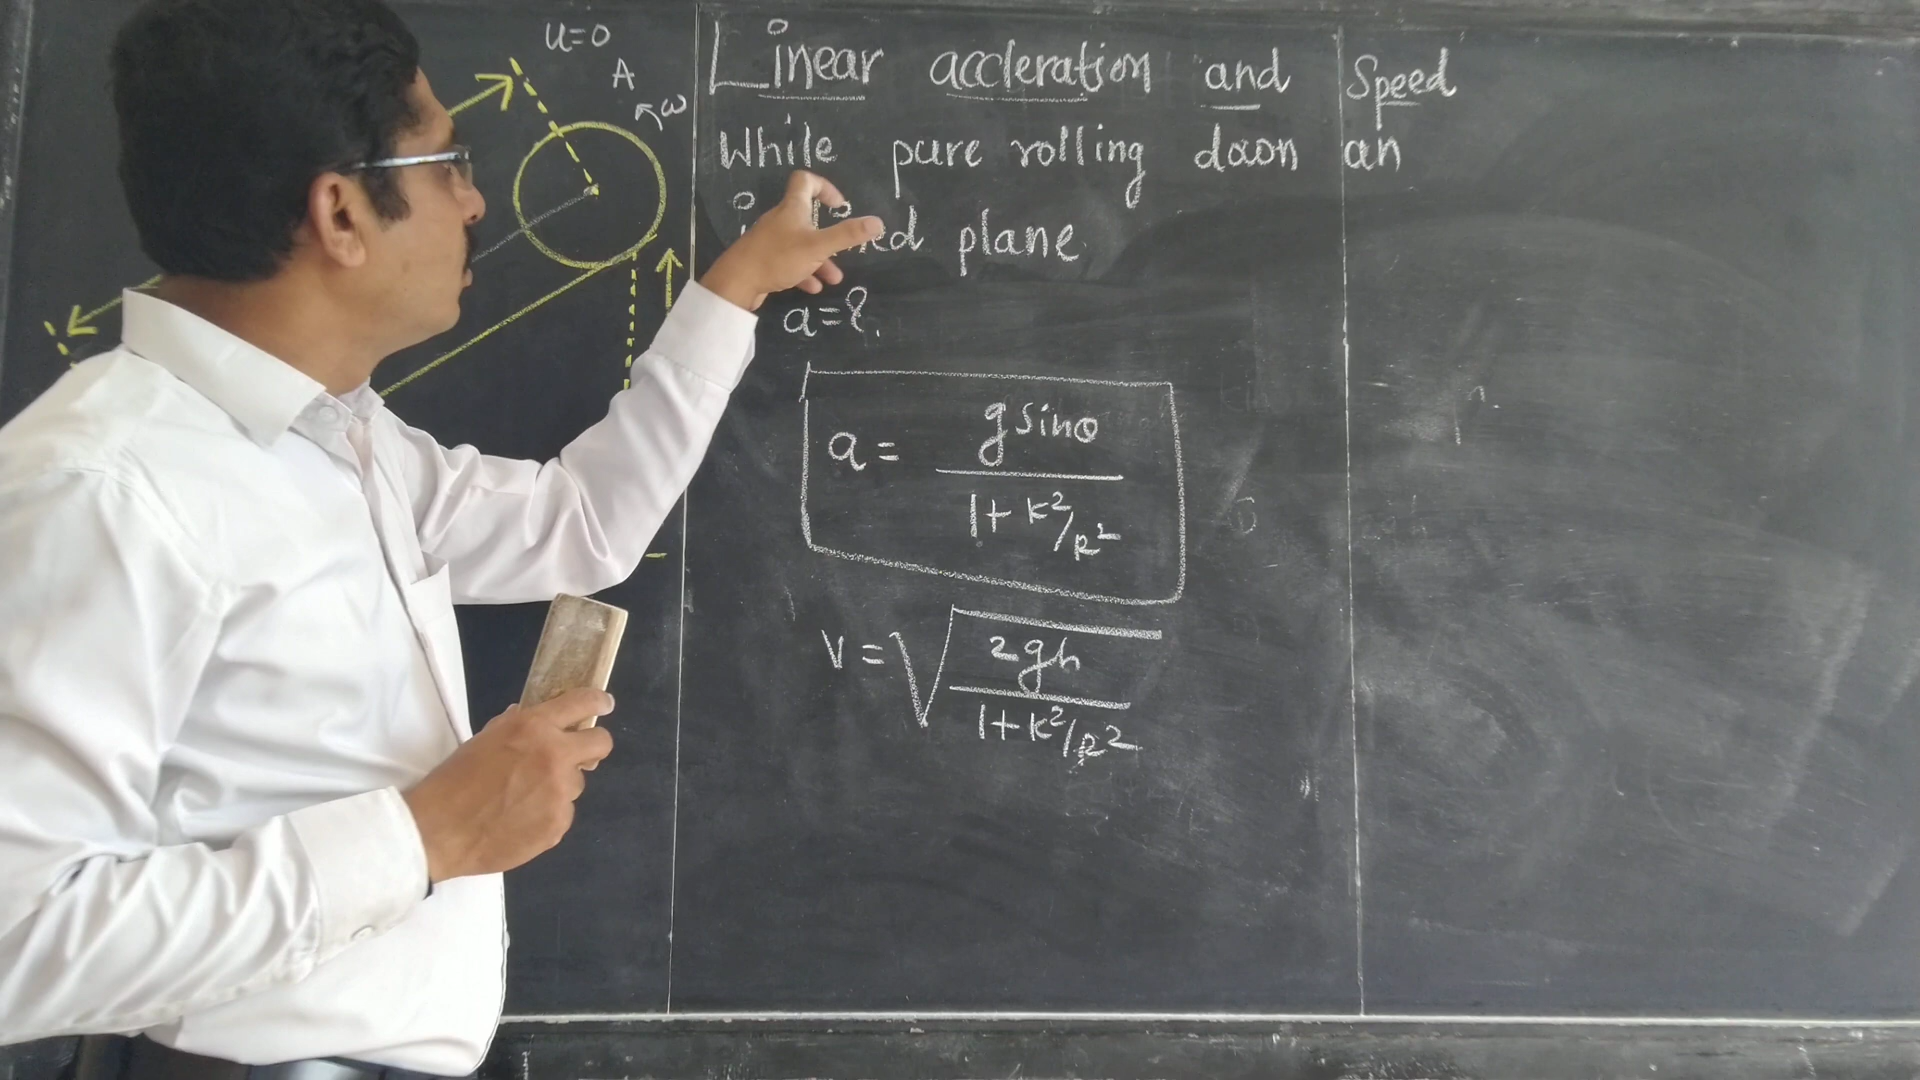 u=0
A
ω
Linear accleration and Speed
While pure rolling down an
plane
a=?.
a = g sinθ / 1+ K²/R²
v = √ 2gh / 1+K²/R²